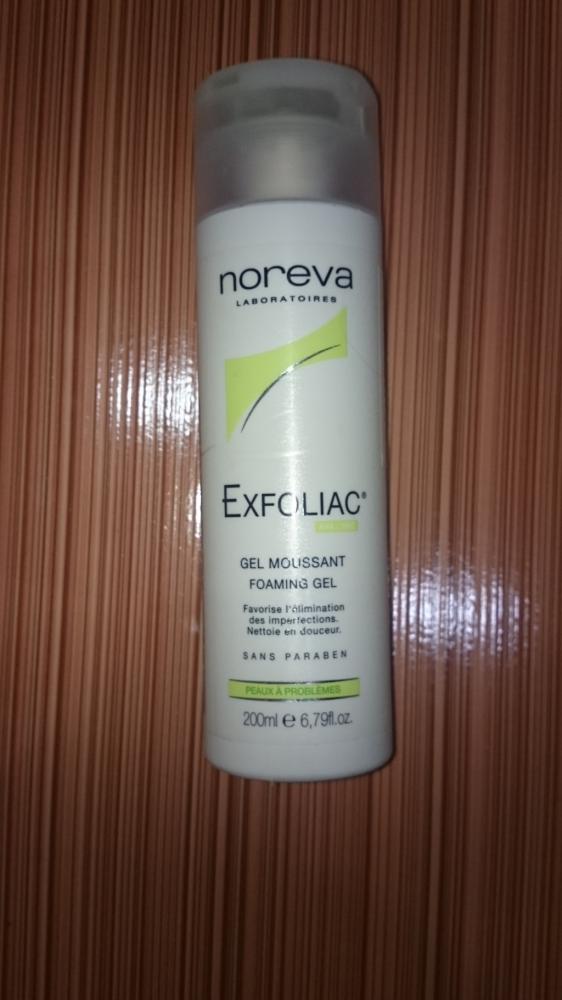 noreva
LABORATOIRES
EXFOLIAC®
GEL MOUSSANT
FOAMING GEL
Favorise l'élimination
des imperfections.
Nettoie en douceur.
SANS PARABEN
PEAUX À PROBLÈMES
200ml ℮ 6,79fl.oz.